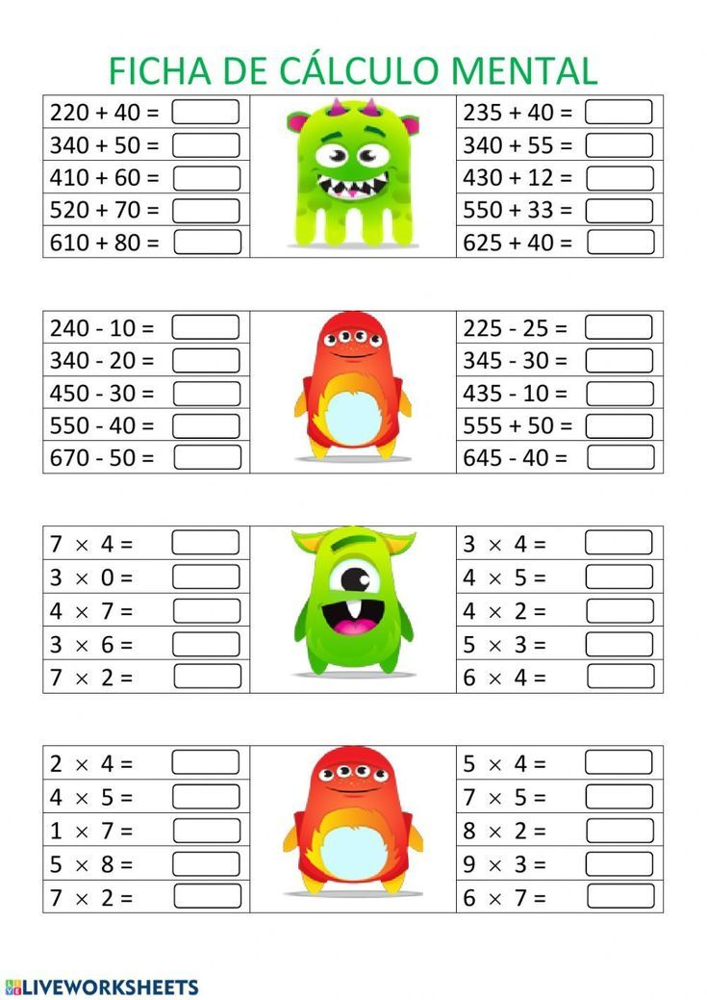 FICHA DE CÁLCULO MENTAL
220 + 40 =
340 + 50 =
410 + 60 =
520 + 70 =
610 + 80 =
235 + 40 =
340 + 55 =
430 + 12 =
550 + 33 =
625 + 40 =
240 - 10 =
340 - 20 =
450 - 30 =
550 - 40 =
670 - 50 =
225 - 25 =
345 - 30 =
435 - 10 =
555 + 50 =
645 - 40 =
7 × 4 =
3 × 0 =
4 × 7 =
3 × 6 =
7 × 2 =
3 × 4 =
4 × 5 =
4 × 2 =
5 × 3 =
6 × 4 =
2 × 4 =
4 × 5 =
1 × 7 =
5 × 8 =
7 × 2 =
5 × 4 =
7 × 5 =
8 × 2 =
9 × 3 =
6 × 7 =
LIVE LIVEWORKSHEETS